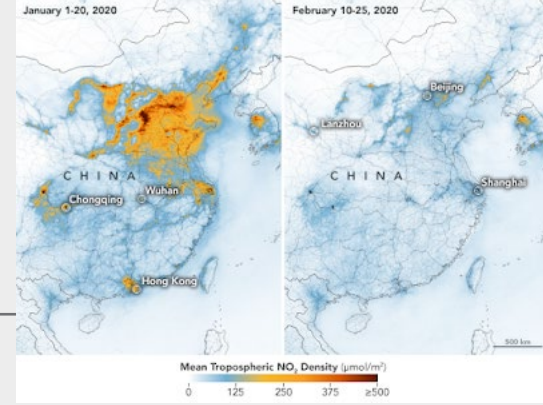 January 1-20, 2020
February 10-25, 2020
Beijing
Lanzhou
CHINA
Wuhan
Chongqing
Hong Kong
CHINA
Shanghai
500 km
Mean Tropospheric NO₂ Density (μmol/m²)
0 125 250 375 ≥500